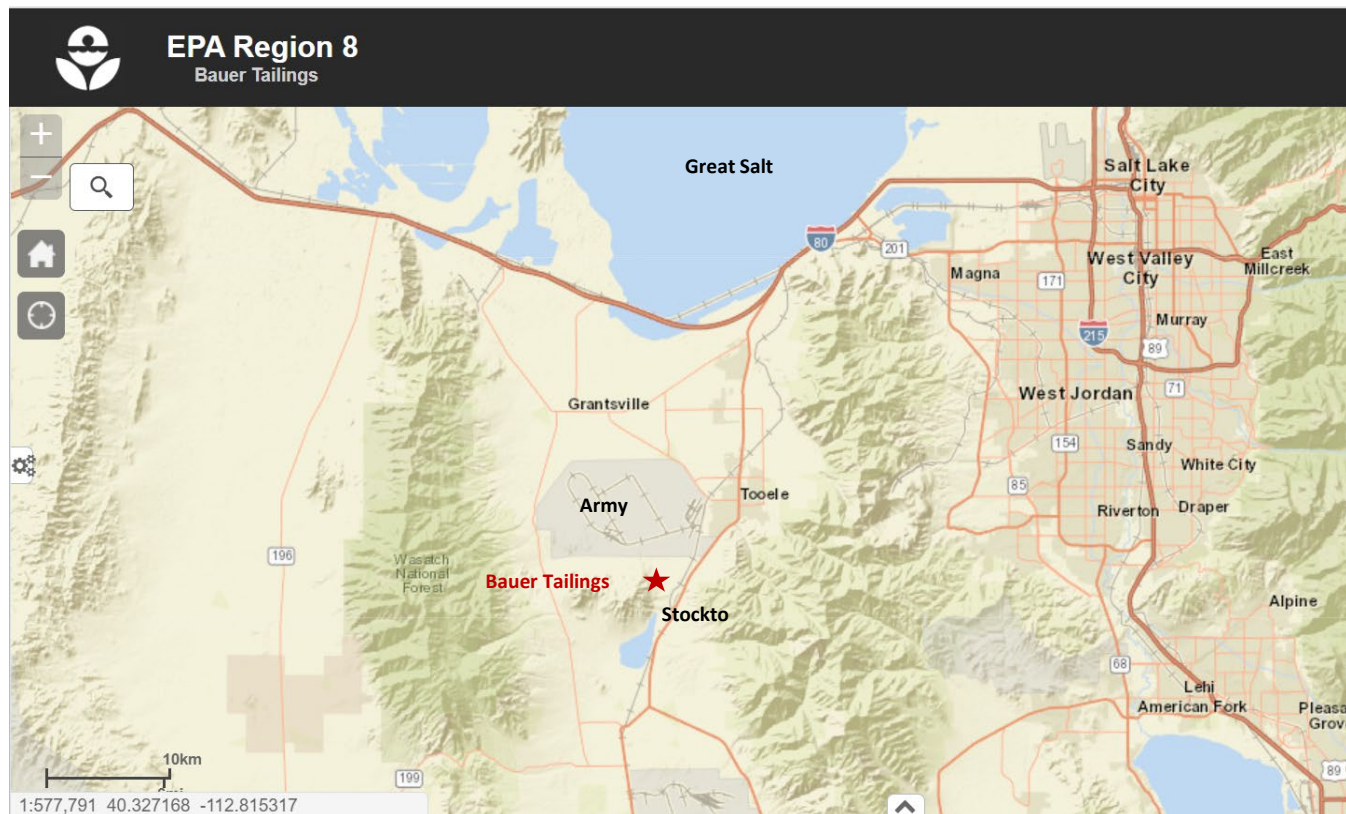 EPA Region 8
Bauer Tailings
+
−
Great Salt
Salt Lake
City
80
201
East
Millcreek
West Valley
City
Magna
171
Murray
215
89
West Jordan
71
Grantsville
154
Sandy
White City
85
Tooele
Army
Riverton
Draper
196
Wasatch
National
Forest
Bauer Tailings
Stockto
Alpine
68
Lehi
American Fork
Pleasa
Grov
10km
199
89
1:577,791 40.327168 -112.815317